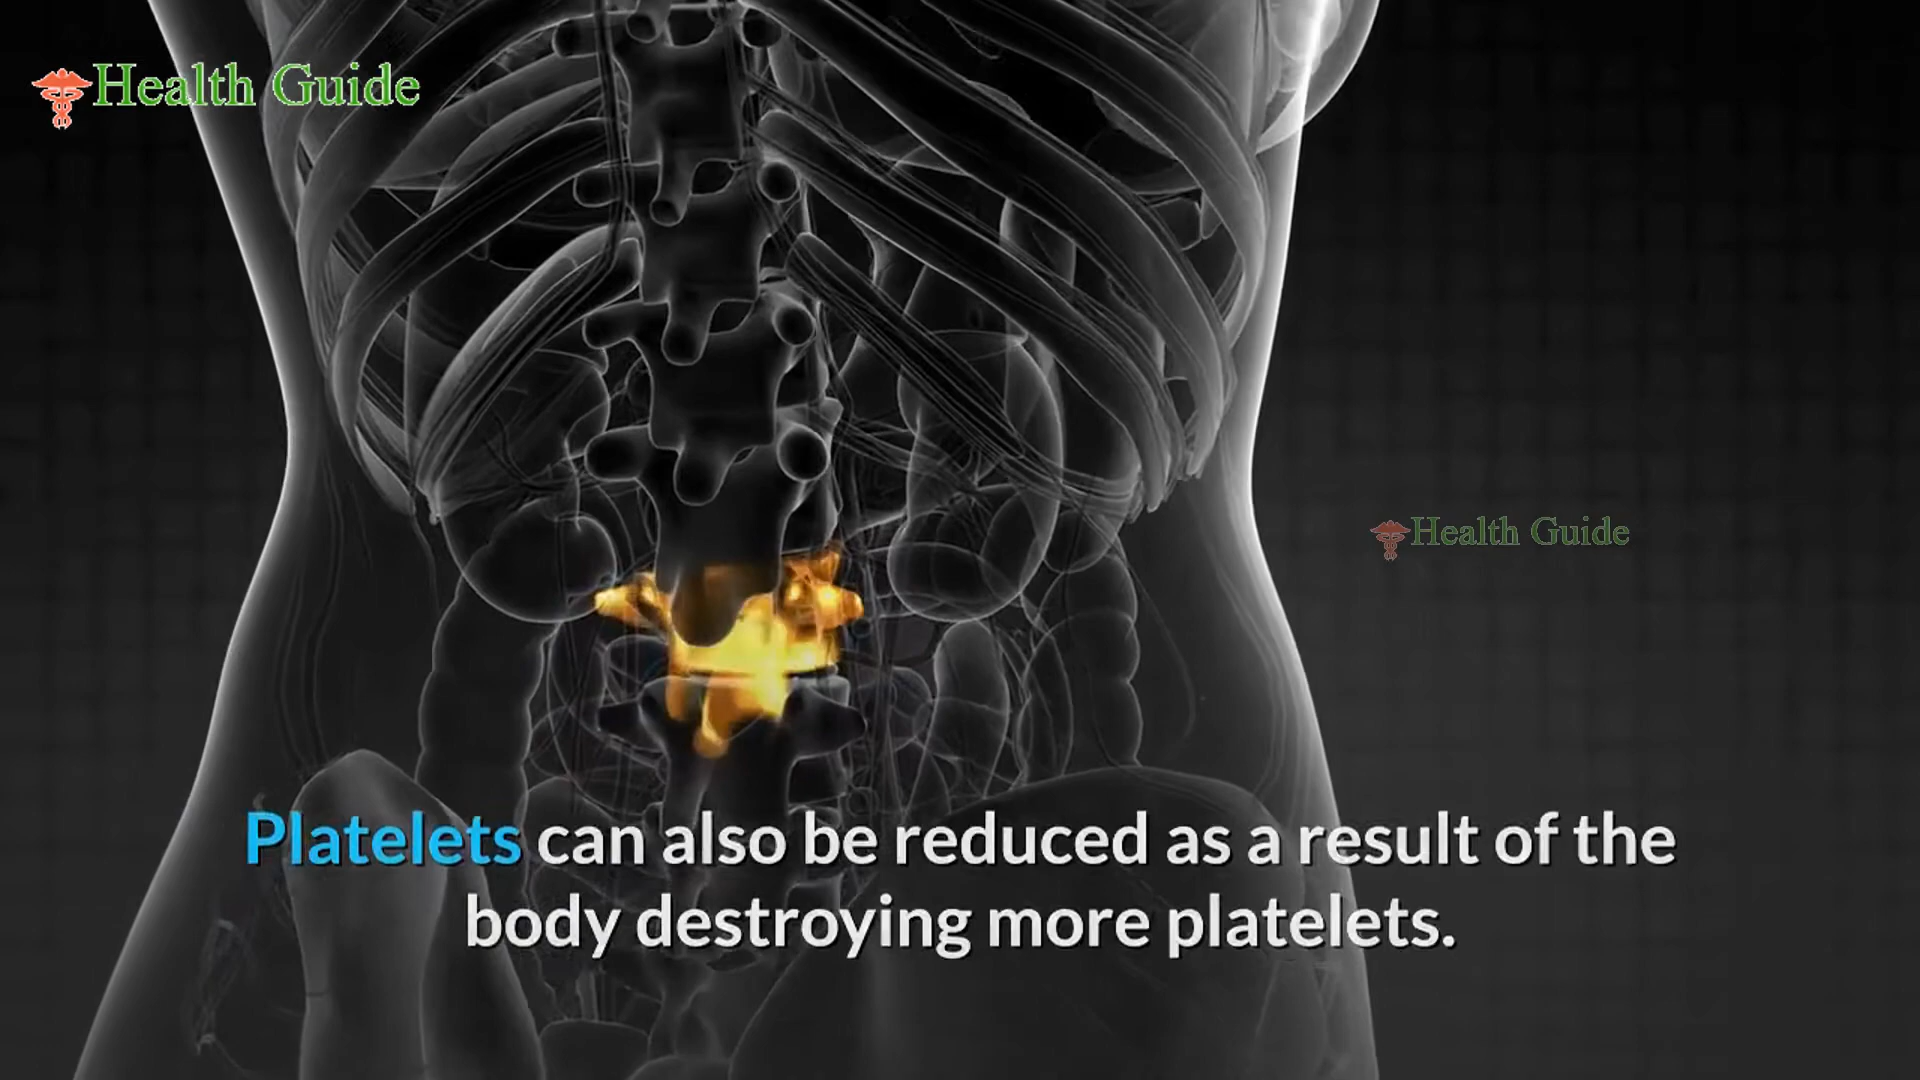 Health Guide
Health Guide
Platelets can also be reduced as a result of the
body destroying more platelets.